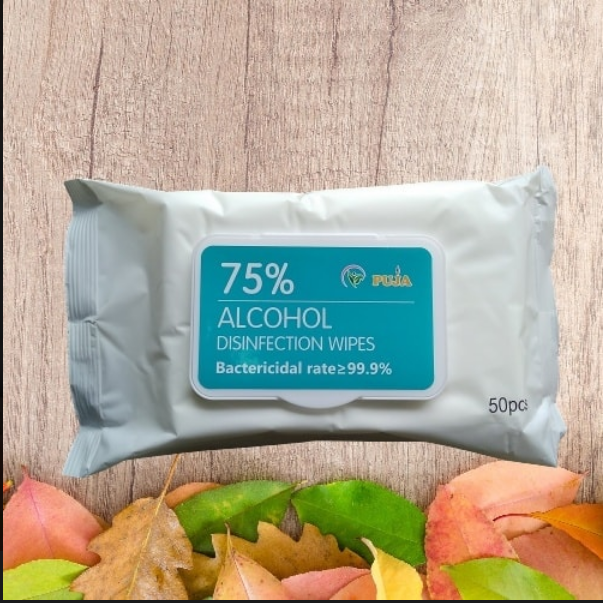 75%
PUJA
ALCOHOL
DISINFECTION WIPES
Bactericidal rate≥99.9%
50pcs